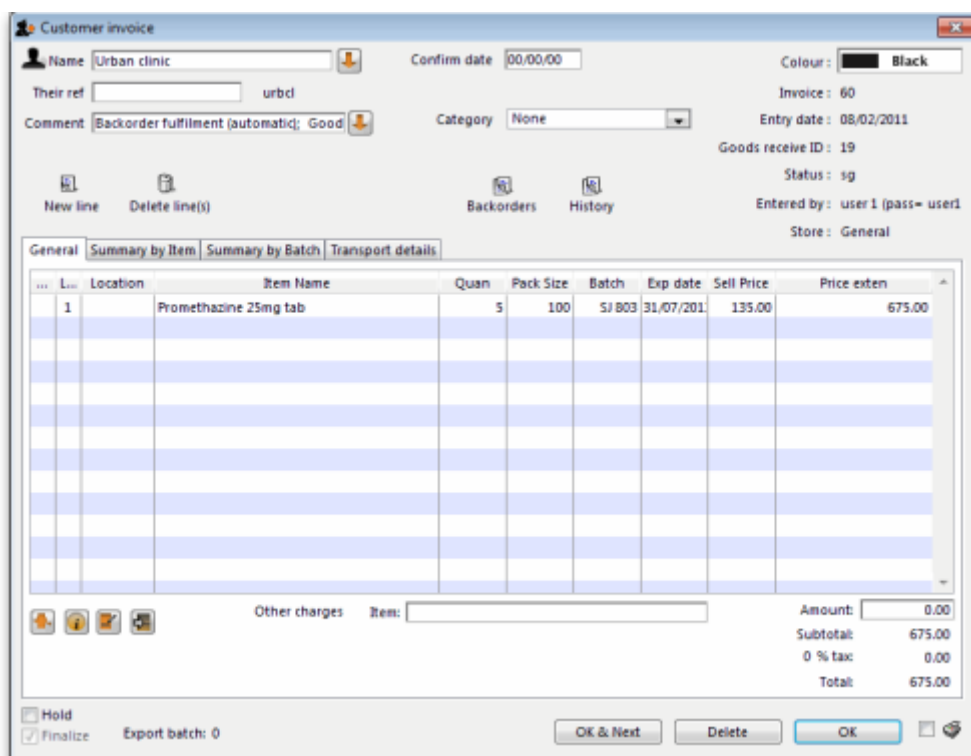 Customer invoice
Name Urban clinic Confirm date 00/00/00 Colour: Black
Their ref urbcl Invoice: 60
Comment Backorder fulfilment (automatic); Good Category None Entry date: 08/02/2011
Goods receive ID: 19
Status: sg
New line Delete line(s) Backorders History Entered by: user1 (pass= user1
Store: General
General Summary by Item Summary by Batch Transport details
... L... Location Item Name Quan Pack Size Batch Exp date Sell Price Price exten
1 Promethazine 25mg tab 5 100 SJ803 31/07/201 135.00 675.00
Other charges Item: Amount: 0.00
Subtotal: 675.00
0 % tax: 0.00
Total: 675.00
Hold
Finalize Export batch: 0 OK & Next Delete OK